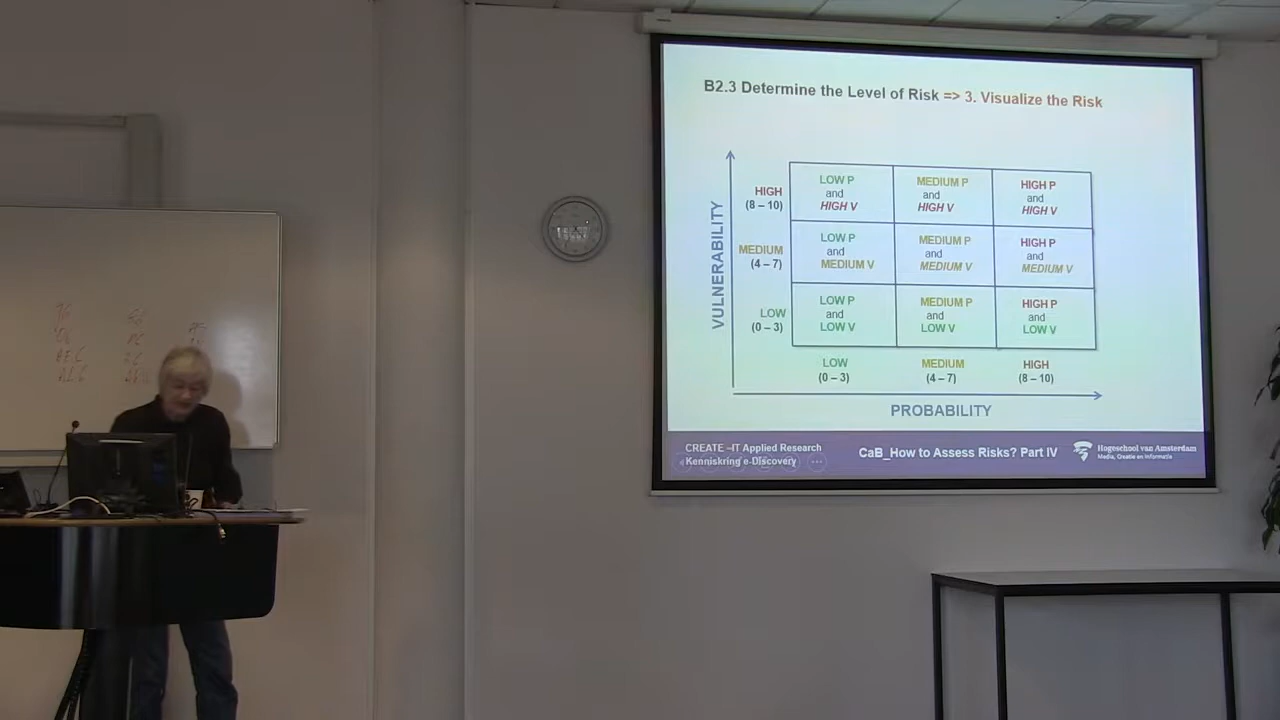 B2.3 Determine the Level of Risk => 3. Visualize the Risk
VULNERABILITY
HIGH
(8 – 10)
LOW P
and
HIGH V
MEDIUM P
and
HIGH V
HIGH P
and
HIGH V
MEDIUM
(4 – 7)
LOW P
and
MEDIUM V
MEDIUM P
and
MEDIUM V
HIGH P
and
MEDIUM V
LOW
(0 – 3)
LOW P
and
LOW V
MEDIUM P
and
LOW V
HIGH P
and
LOW V
LOW
(0 – 3)
MEDIUM
(4 – 7)
HIGH
(8 – 10)
PROBABILITY
CREATE –IT Applied Research
Kenniskring e-Discovery
CaB_How to Assess Risks? Part IV
Hogeschool van Amsterdam
Media, Creatie en Informatie